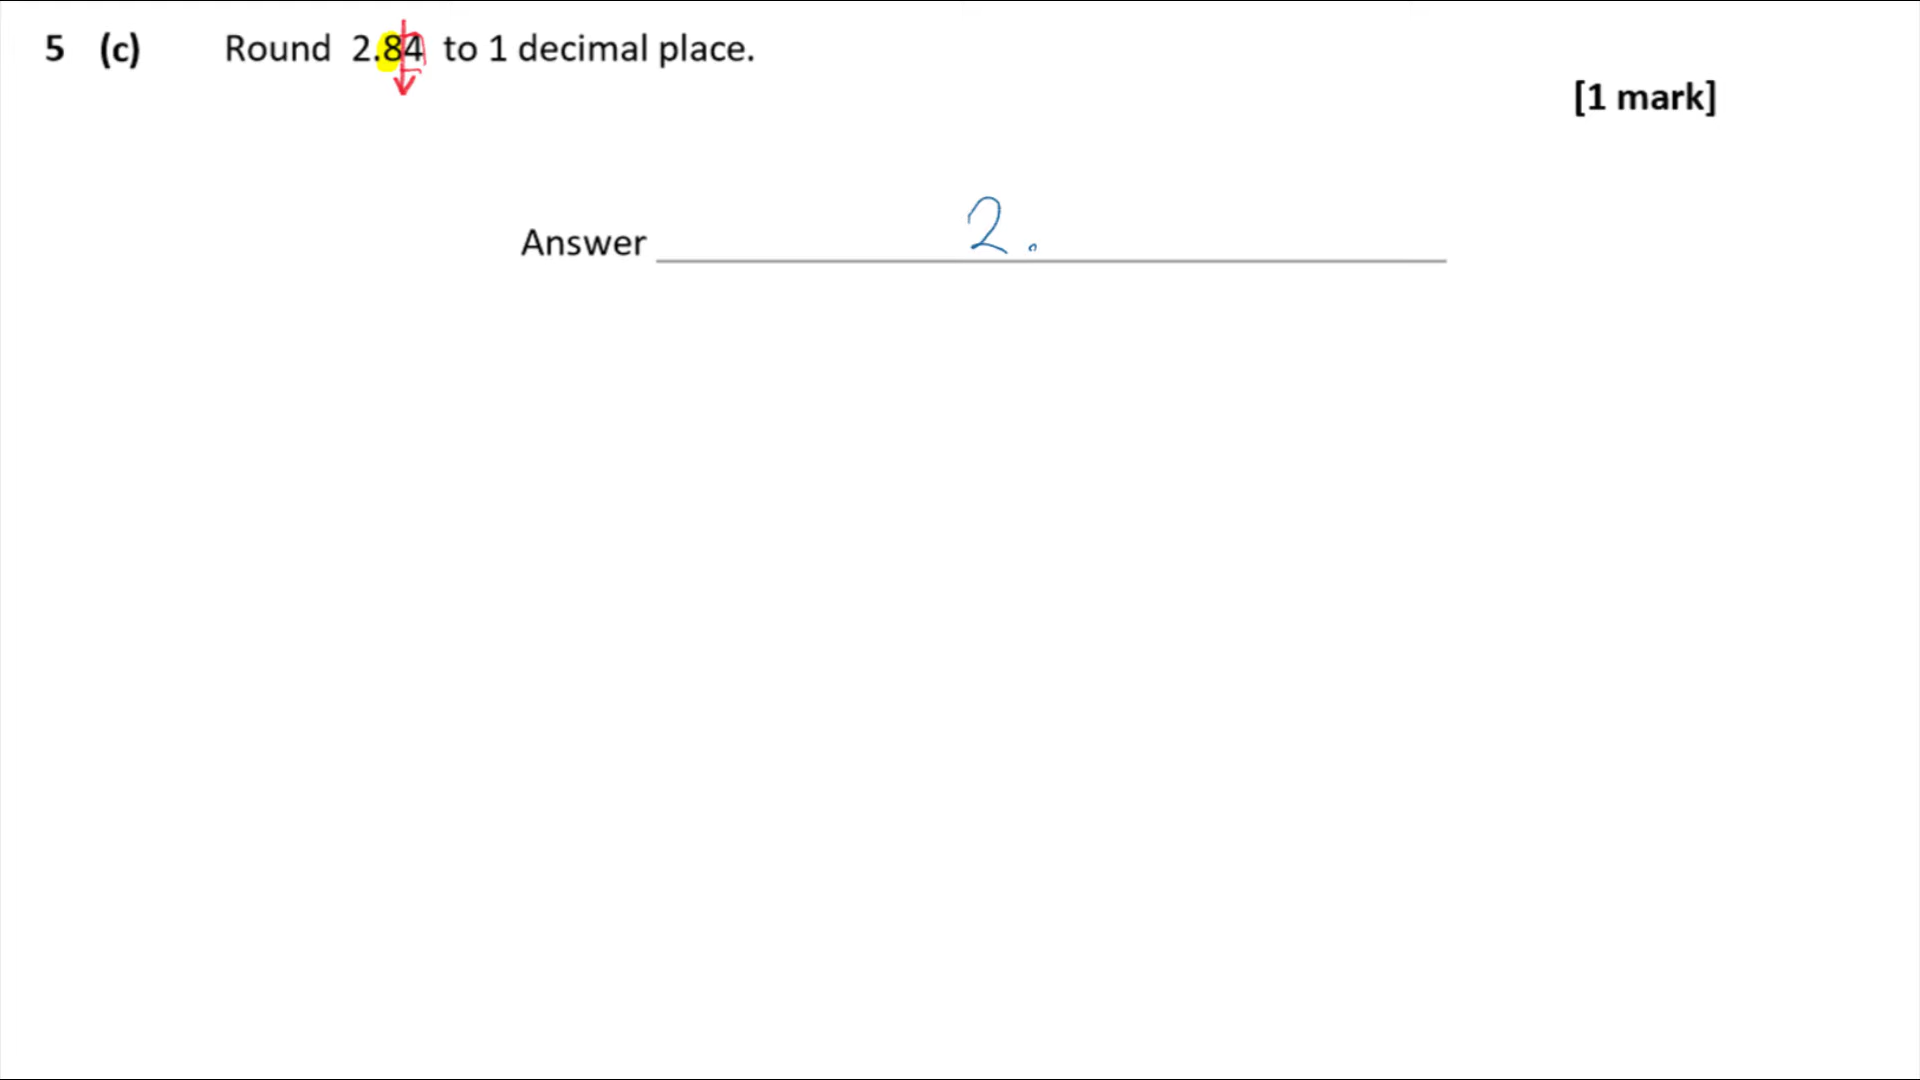 5 (c) Round 2.84 to 1 decimal place.
[1 mark]
Answer 2.